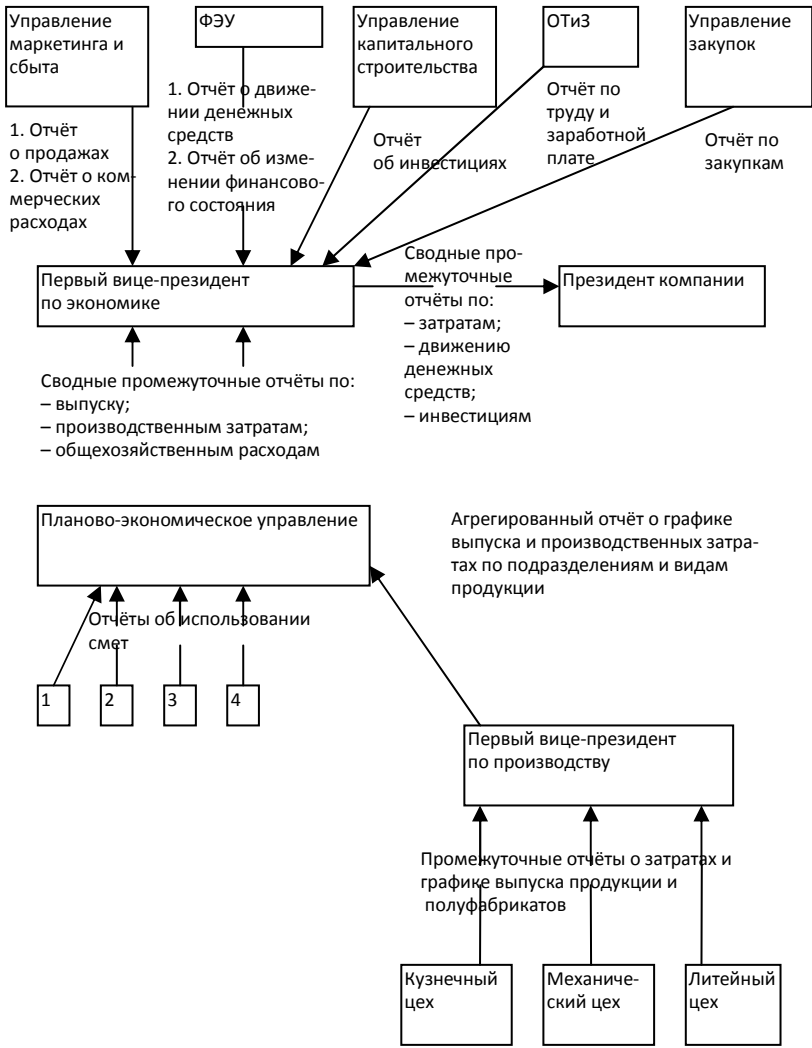 Управление
маркетинга и
сбыта
ФЭУ
Управление
капитального
строительства
ОТиЗ
Управление
закупок
1. Отчёт
о продажах
2. Отчёт о ком-
мерческих
расходах
1. Отчёт о движе-
нии денежных
средств
2. Отчёт об изме-
нении финансово-
го состояния
Отчёт
об инвестициях
Отчёт по
труду и
заработной
плате
Отчёт по
закупкам
Первый вице-президент
по экономике
Сводные про-
межуточные
отчёты по:
– затратам;
– движению
денежных
средств;
– инвестициям
Президент компании
Сводные промежуточные отчёты по:
– выпуску;
– производственным затратам;
– общехозяйственным расходам
Планово-экономическое управление
Агрегированный отчёт о графике
выпуска и производственных затра-
тах по подразделениям и видам
продукции
Отчёты об использовании
смет
1
2
3
4
Первый вице-президент
по производству
Промежуточные отчёты о затратах и
графике выпуска продукции и
полуфабрикатов
Кузнечный
цех
Механиче-
ский цех
Литейный
цех